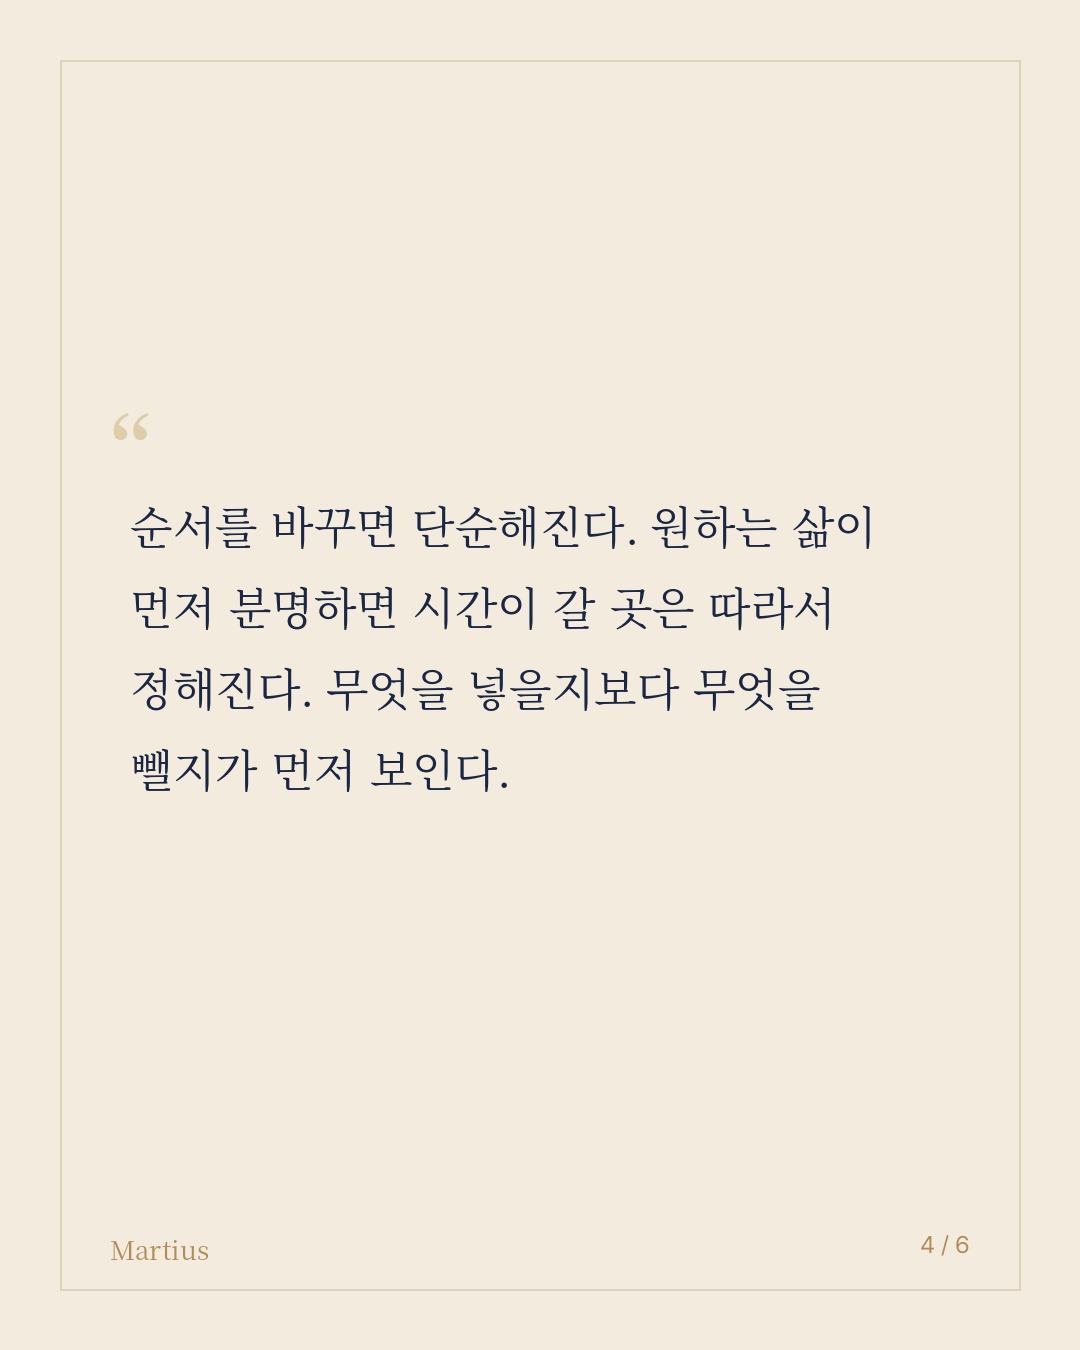 “
순서를 바꾸면 단순해진다. 원하는 삶이
먼저 분명하면 시간이 갈 곳은 따라서
정해진다. 무엇을 넣을지보다 무엇을
뺄지가 먼저 보인다.
Martius
4 / 6